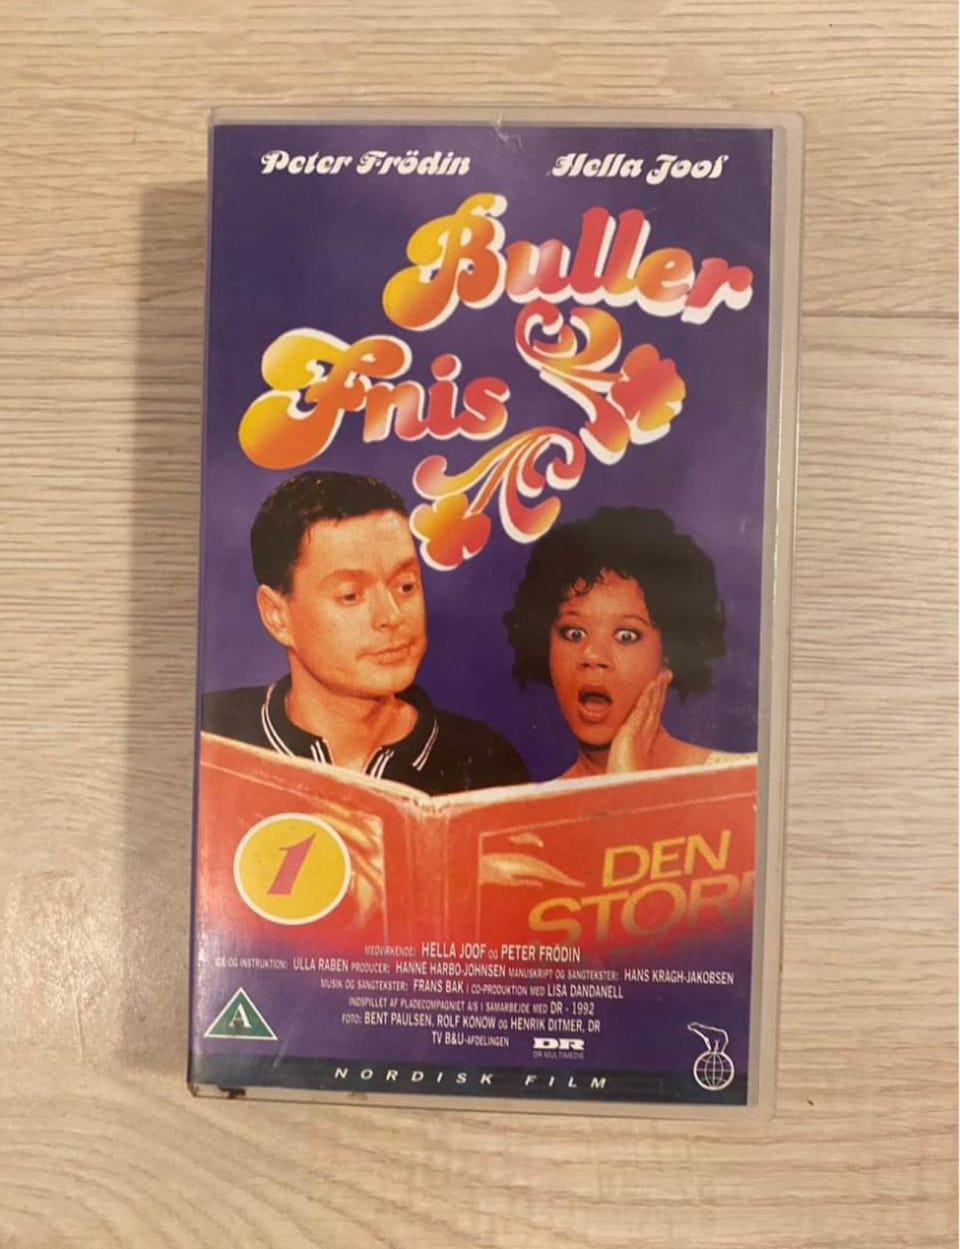 Peter Frödin Hella Joof
Buller
Fnis
1
DEN
STOR
MEDVIRKENDE: HELLA JOOF OG PETER FRÖDIN
IDE OG INSTRUKTION: ULLA RABEN PRODUCER: HANNE HARBO-JOHNSEN MANUSKRIPT OG SANGTEKSTER: HANS KRAGH-JAKOBSEN
MUSIK OG SANGTEKSTER: FRANS BAK I CO-PRODUKTION MED LISA DANDANELL
INDSPILLET AF PLADECOMPAGNIET A/S I SAMARBEJDE MED DR - 1992
FOTO: BENT PAULSEN, ROLF KONOW OG HENRIK DITMER, DR
TV B&U-AFDELINGEN DR
DR MULTIMEDIE
A
NORDISK FILM